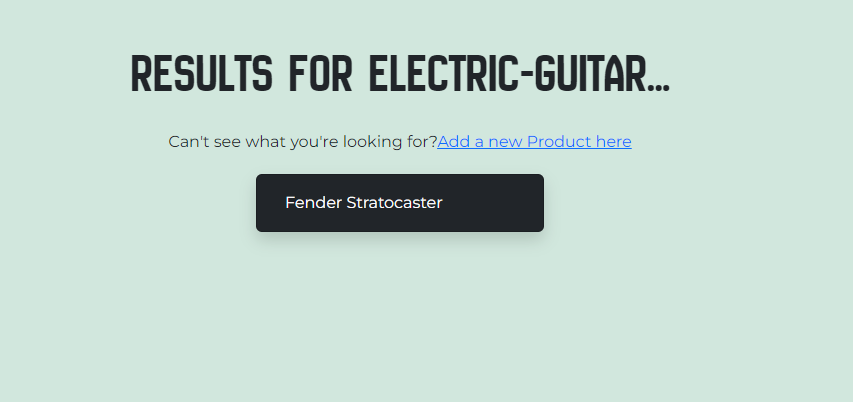 RESULTS FOR ELECTRIC-GUITAR...
Can't see what you're looking for?Add a new Product here
Fender Stratocaster